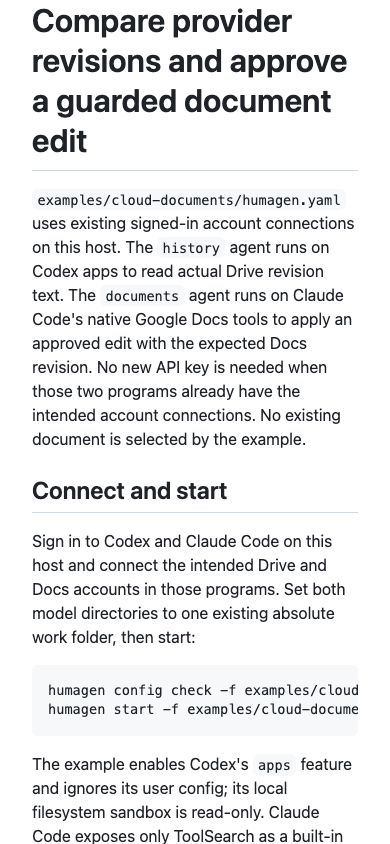 Compare provider
revisions and approve
a guarded document
edit
examples/cloud-documents/humagen.yaml
uses existing signed-in account connections
on this host. The history agent runs on
Codex apps to read actual Drive revision
text. The documents agent runs on Claude
Code's native Google Docs tools to apply an
approved edit with the expected Docs
revision. No new API key is needed when
those two programs already have the
intended account connections. No existing
document is selected by the example.
Connect and start
Sign in to Codex and Claude Code on this
host and connect the intended Drive and
Docs accounts in those programs. Set both
model directories to one existing absolute
work folder, then start:
humagen config check -f examples/cloud
humagen start -f examples/cloud-docume
The example enables Codex's apps feature
and ignores its user config; its local
filesystem sandbox is read-only. Claude
Code exposes only ToolSearch as a built-in